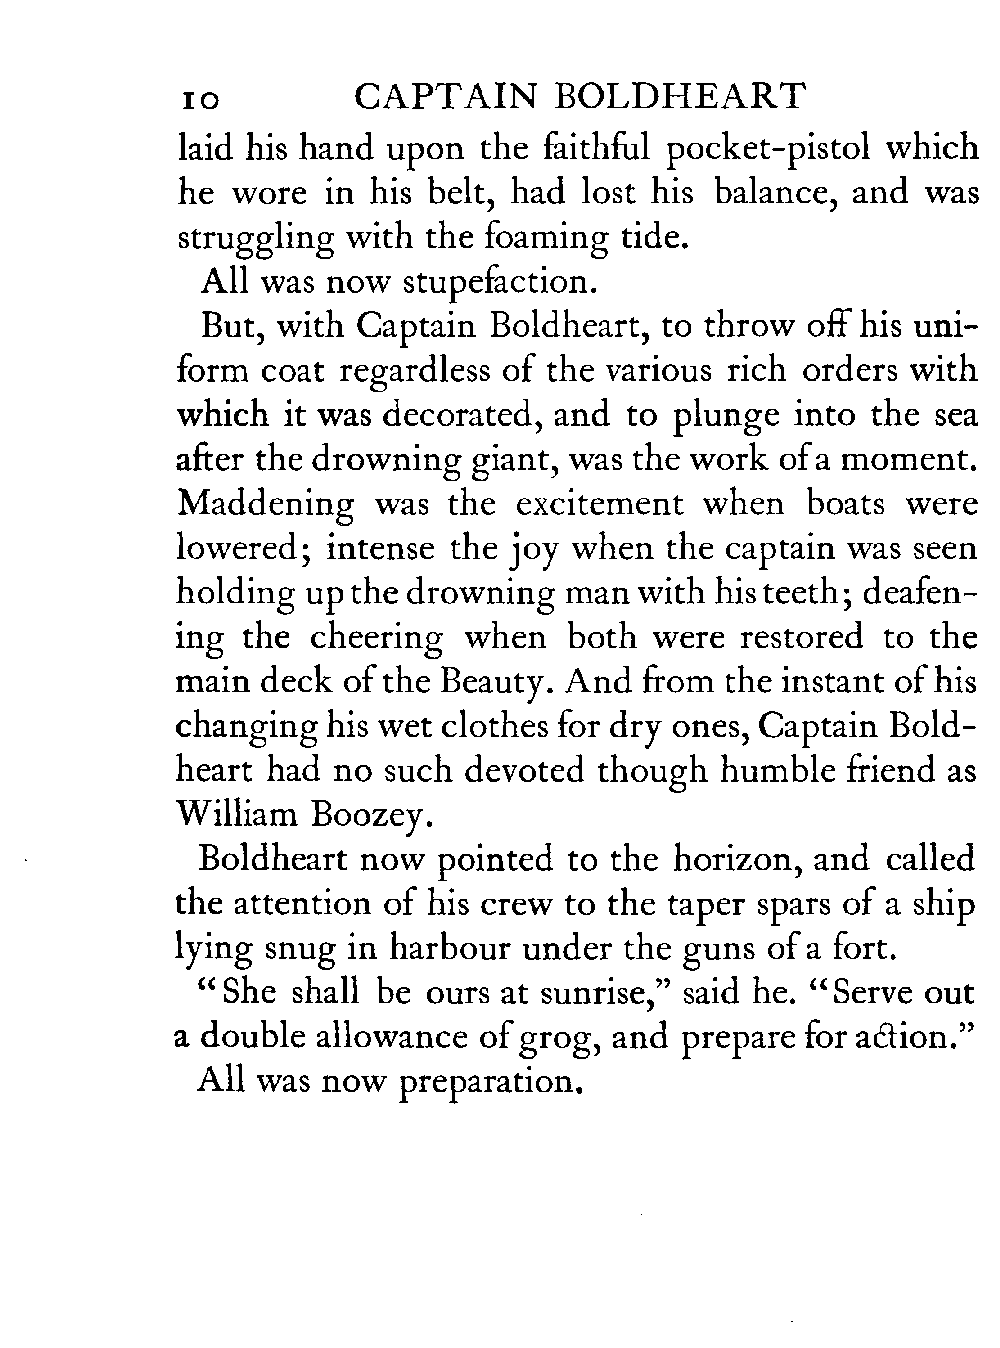 10 CAPTAIN BOLDHEART
laid his hand upon the faithful pocket-pistol which
he wore in his belt, had lost his balance, and was
struggling with the foaming tide.
All was now stupefaction.
But, with Captain Boldheart, to throw off his uni-
form coat regardless of the various rich orders with
which it was decorated, and to plunge into the sea
after the drowning giant, was the work of a moment.
Maddening was the excitement when boats were
lowered; intense the joy when the captain was seen
holding up the drowning man with his teeth; deafen-
ing the cheering when both were restored to the
main deck of the Beauty. And from the instant of his
changing his wet clothes for dry ones, Captain Bold-
heart had no such devoted though humble friend as
William Boozey.
Boldheart now pointed to the horizon, and called
the attention of his crew to the taper spars of a ship
lying snug in harbour under the guns of a fort.
“She shall be ours at sunrise,” said he. “Serve out
a double allowance of grog, and prepare for action.”
All was now preparation.